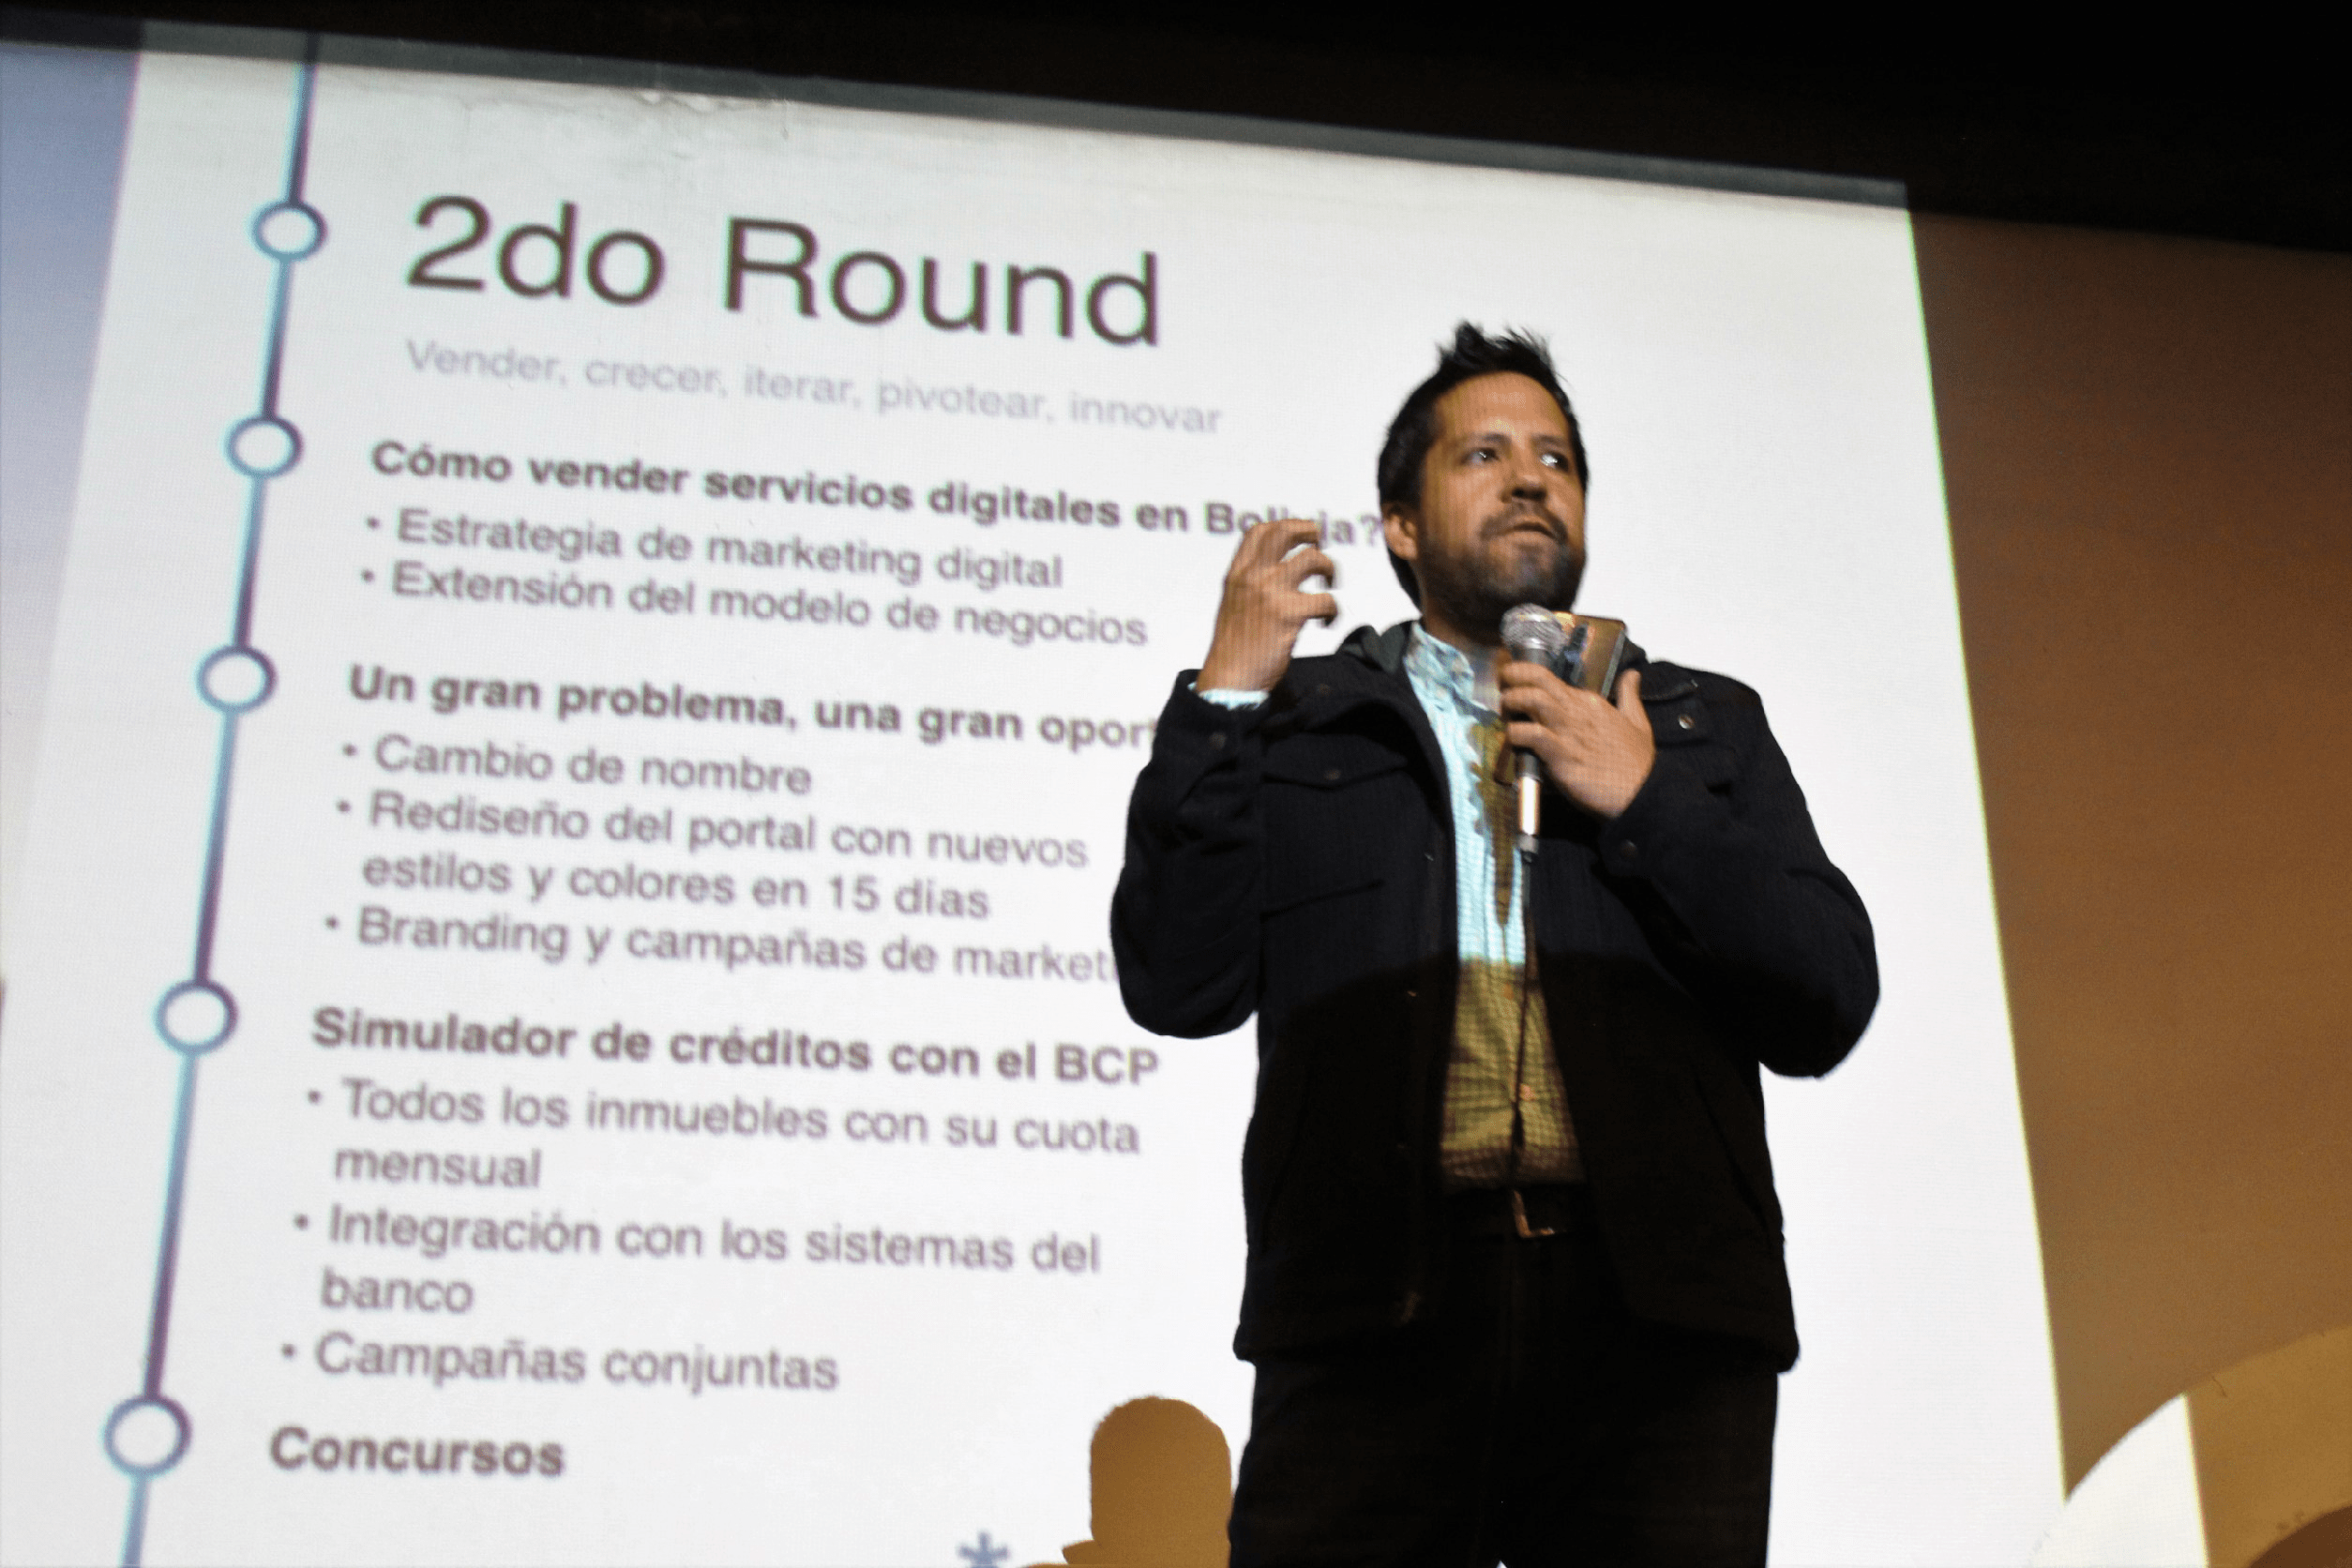 2do Round
Vender, crecer, iterar, pivotear, innovar
Cómo vender servicios digitales en
• Estrategia de marketing digital
• Extensión del modelo de negocios
Un gran problema, una gran
• Cambio de nombre
• Rediseño del portal con nuevos
estilos y colores en 15 días
• Branding y campañas de
Simulador de créditos con el BCP
• Todos los inmuebles con su cuota
mensual
• Integración con los sistemas del
banco
• Campañas conjuntas
Concursos
*